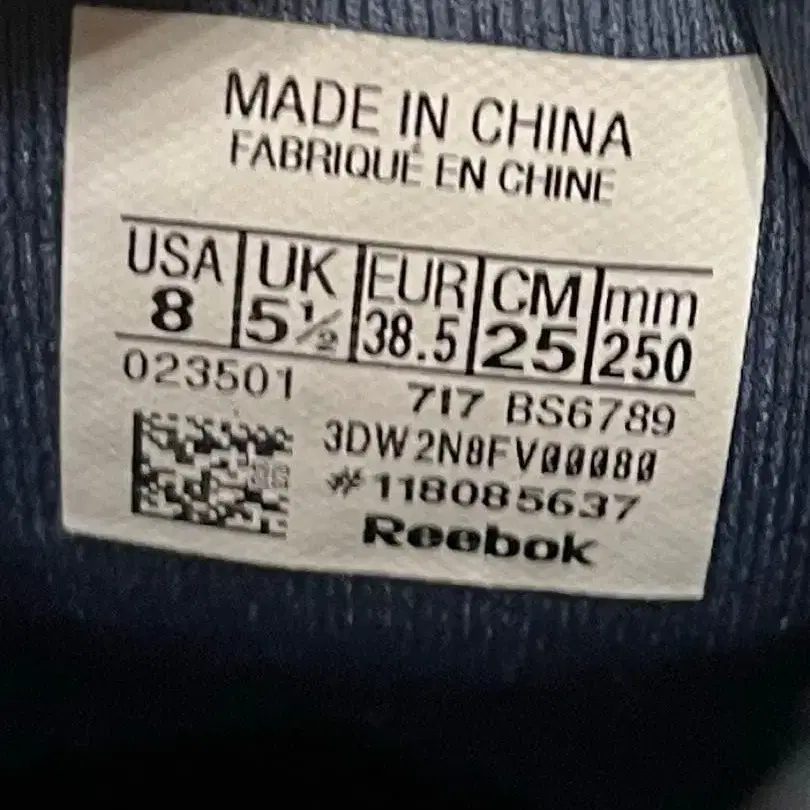 MADE IN CHINA
FABRIQUÉ EN CHINE
USA UK EUR CM mm
8 5½ 38.5 25 250
023501 717 BS6789
3DW2N8FV00080
#118085637
Reebok